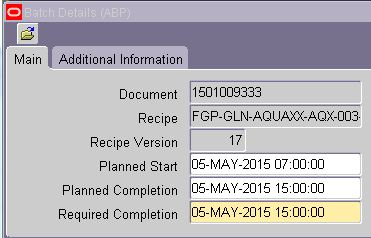 Batch Details (ABP)
Main Additional Information
Document 1501009333
Recipe FGP-GLN-AQUAXX-AQX-003-
Recipe Version 17
Planned Start 05-MAY-2015 07:00:00
Planned Completion 05-MAY-2015 15:00:00
Required Completion 05-MAY-2015 15:00:00